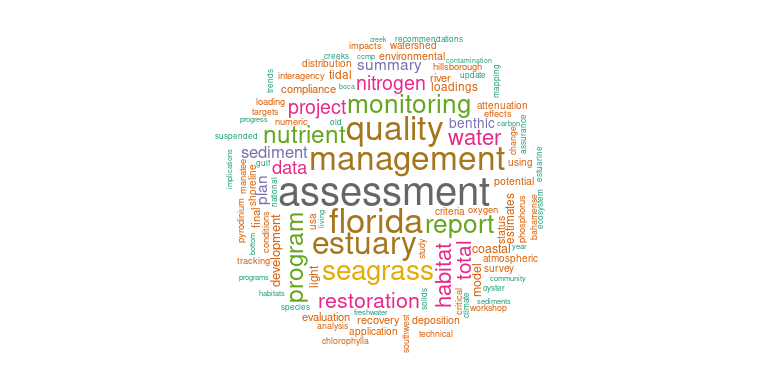 creek
recommendations
impacts
watershed
creeks
ccmp
environmental
contamination
distribution
summary
hillsborough
trends
interagency
tidal
update
mapping
compliance
boca
nitrogen
river
loadings
loading
project
monitoring
attenuation
targets
effects
progress
numeric
old
quality
benthic
carbon
suspended
nutrient
water
change
assurance
sediment
management
gulf
data
using
estuarine
implications
manatee
shoreline
plan
national
assessment
potential
ecosystem
pyrodinium
final
conditions
usa
living
florida
criteria
oxygen
report
status
estimates
phosphorus
bahamense
bottom
development
program
estuary
study
habitat
total
coastal
year
tracking
atmospheric
programs
light
seagrass
model
survey
community
habitats
oyster
species
restoration
solids
critical
climate
sediments
workshop
freshwater
evaluation
recovery
deposition
analysis
application
southwest
technical
chlorophylla